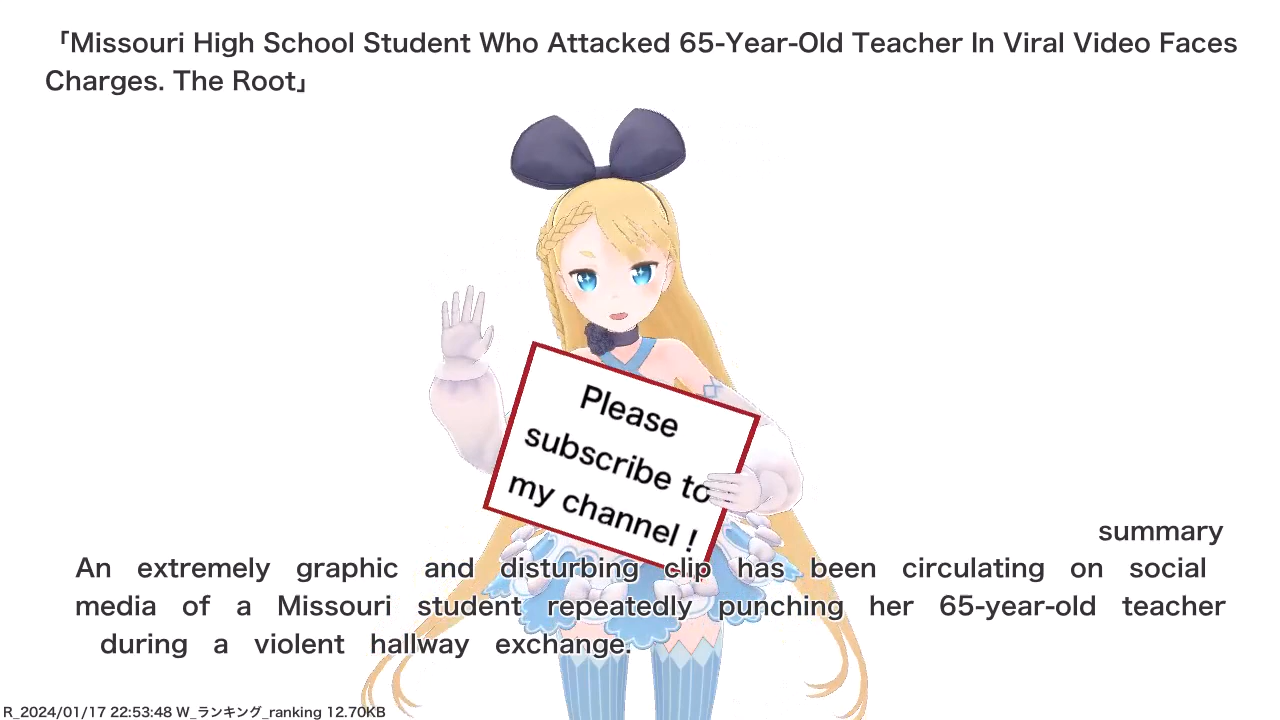 「Missouri High School Student Who Attacked 65-Year-Old Teacher In Viral Video Faces
Charges. The Root」
Please
subscribe to
my channel !
summary
An extremely graphic and disturbing clip has been circulating on social
media of a Missouri student repeatedly punching her 65-year-old teacher
during a violent hallway exchange.
R_2024/01/17 22:53:48 W_ランキング_ranking 12.70KB